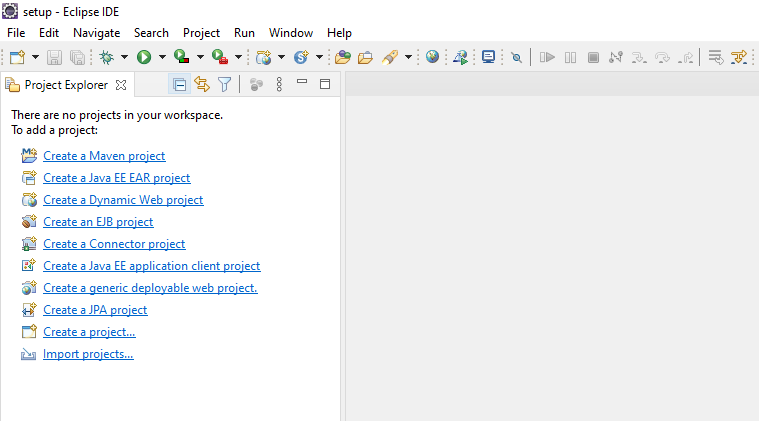 setup - Eclipse IDE
File Edit Navigate Search Project Run Window Help
Project Explorer
There are no projects in your workspace.
To add a project:
Create a Maven project
Create a Java EE EAR project
Create a Dynamic Web project
Create an EJB project
Create a Connector project
Create a Java EE application client project
Create a generic deployable web project.
Create a JPA project
Create a project...
Import projects...